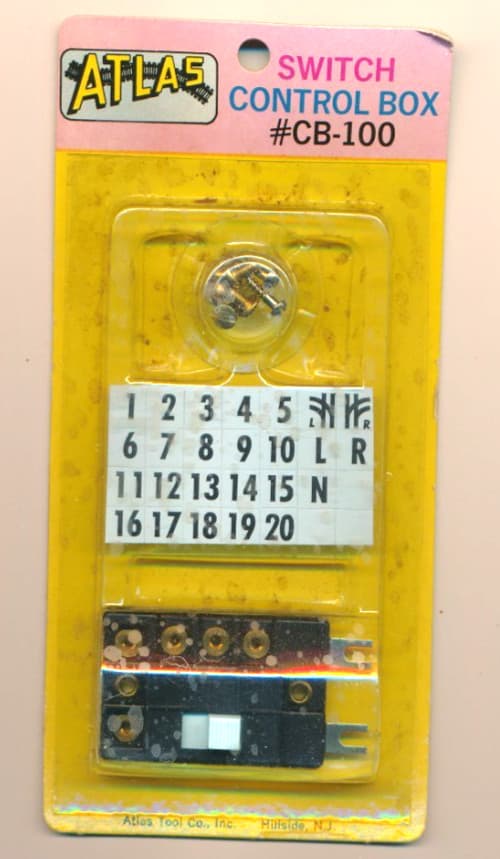 ATLAS
SWITCH
CONTROL BOX
#CB-100
1 2 3 4 5 L R
6 7 8 9 10 L R
11 12 13 14 15 N
16 17 18 19 20
Atlas Tool Co., Inc. Hillside, N.J.